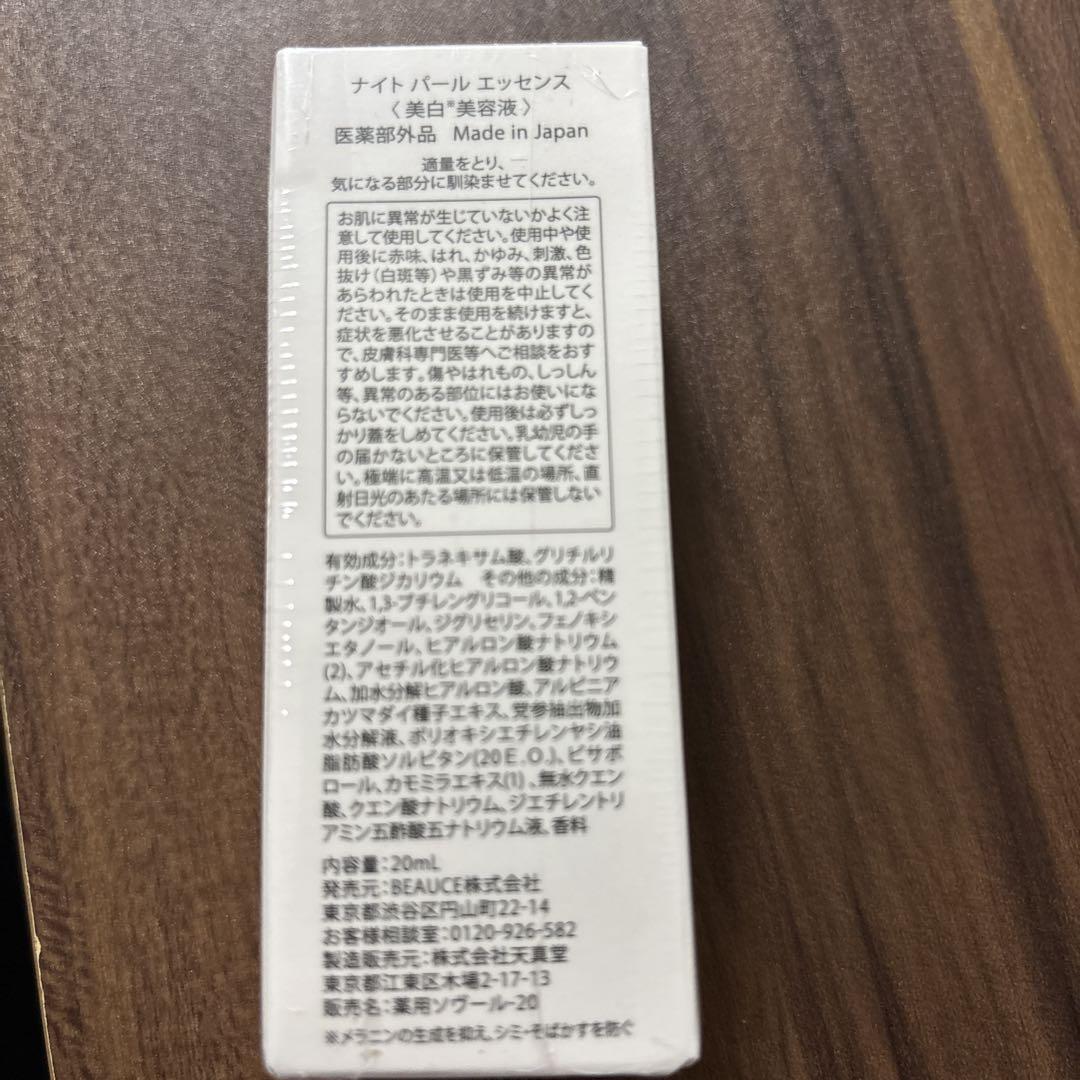 ナイト パール エッセンス
〈 美白※美容液 〉
医薬部外品 Made in Japan
適量をとり、
気になる部分に馴染ませてください。
お肌に異常が生じていないかよく注
意して使用してください。使用中や使
用後に赤味、はれ、かゆみ、刺激、色
抜け(白斑等)や黒ずみ等の異常が
あらわれたときは使用を中止してく
ださい。そのまま使用を続けますと、
症状を悪化させることがありますの
で、皮膚科専門医等へご相談をおす
すめします。傷やはれもの、しっしん
等、異常のある部位にはお使いにな
らないでください。使用後は必ずしっ
かり蓋をしめてください。乳幼児の手
の届かないところに保管してくださ
い。極端に高温又は低温の場所、直
射日光のあたる場所には保管しない
でください。
有効成分:トラネキサム酸、グリチルリ
チン酸ジカリウム その他の成分:精
製水、1,3-ブチレングリコール、1,2-ペン
タンジオール、ジグリセリン、フェノキシ
エタノール、ヒアルロン酸ナトリウム
(2)、アセチル化ヒアルロン酸ナトリウ
ム、加水分解ヒアルロン酸、アルピニア
カツマダイ種子エキス、党参抽出物加
水分解液、ポリオキシエチレンヤシ油
脂肪酸ソルビタン(20E.O.)、ビサボ
ロール、カモミラエキス(1)、無水クエン
酸、クエン酸ナトリウム、ジエチレントリ
アミン五酢酸五ナトリウム液、香料
内容量:20mL
発売元:BEAUCE株式会社
東京都渋谷区円山町22-14
お客様相談室:0120-926-582
製造販売元:株式会社天真堂
東京都江東区木場2-17-13
販売名:薬用ソヴール-20
※メラニンの生成を抑え、シミ・そばかすを防ぐ